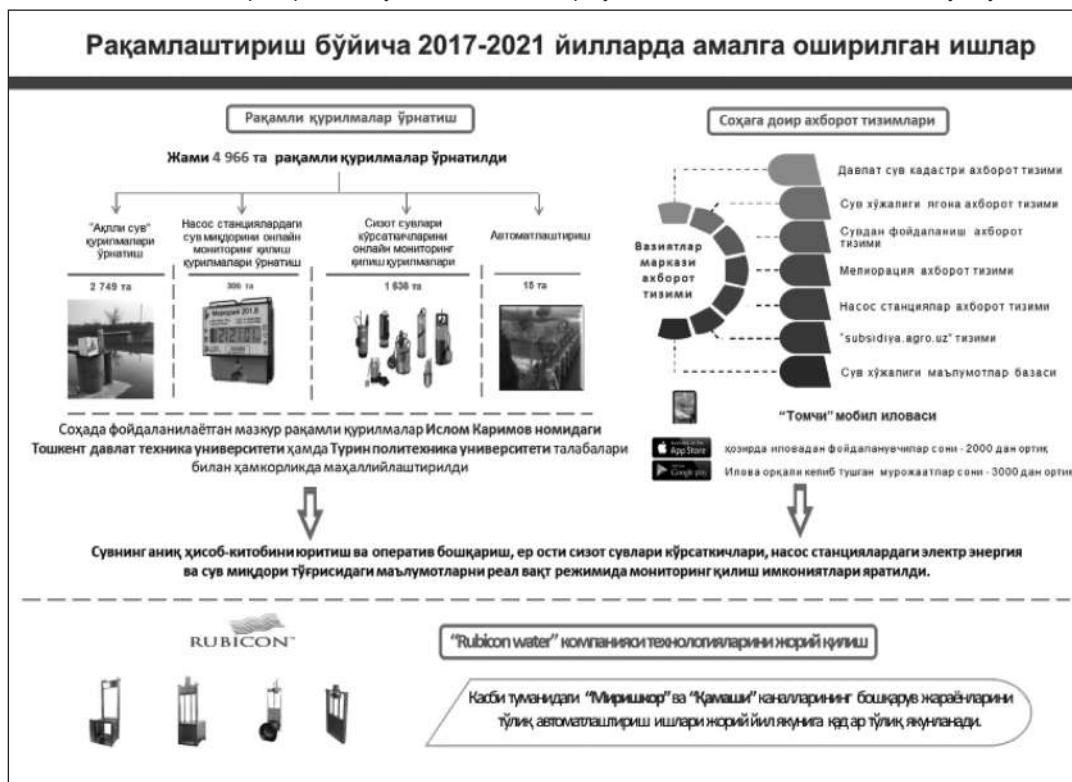 Рақамлаштириш бўйича 2017-2021 йилларда амалга оширилган ишлар
Рақамли қурилмалар ўрнатиш
Жами 4 966 та рақамли қурилмалар ўрнатилди
"Ақлли сув"
қурилмалари
ўрнатиш
2 749 та
Насос станциялардаги
сув миқдорини онлайн
мониторинг қилиш
қурилмалари ўрнатиш
Сизот сувлари
кўрсаткичларини
онлайн мониторинг
қилиш қурилмалари
1 636 та
Автоматлаштириш
15 та
Меркурий 201.8
Соҳада фойдаланилаётган мазкур рақамли қурилмалар Ислом Каримов номидаги
Тошкент давлат техника университети ҳамда Турин политехника университети талабалари
билан ҳамкорликда маҳаллийлаштирилди
Соҳага доир ахборот тизимлари
Вазиятлар
маркази
ахборот
тизими
Давлат сув кадастри ахборот тизими
Сув хўжалиги ягона ахборот тизими
Сувдан фойдаланиш ахборот
тизими
Мелиорация ахборот тизими
Насос станциялар ахборот тизими
"subsidiya.agro.uz" тизими
Сув хўжалиги маълумотлар базаси
"Томчи" мобил иловаси
App Store
ҳозирда иловадан фойдаланувчилар сони - 2000 дан ортиқ
Google play
Илова орқали келиб тушган мурожаатлар сони - 3000 дан ортиқ
Сувнинг аниқ ҳисоб-китобини юритиш ва оператив бошқариш, ер ости сизот сувлари кўрсаткичлари, насос станциялардаги электр энергия
ва сув миқдори тўғрисидаги маълумотларни реал вақт режимида мониторинг қилиш имкониятлари яратилди.
RUBICON™
"Rubicon water" компанияси технологияларини жорий қилиш
Касби туманидаги "Миришкор" ва "Қамаши" каналларининг бошқарув жараёнларини
тўлиқ автоматлаштириш ишлари жорий йил якунига қад ар тўлиқ якунланади.